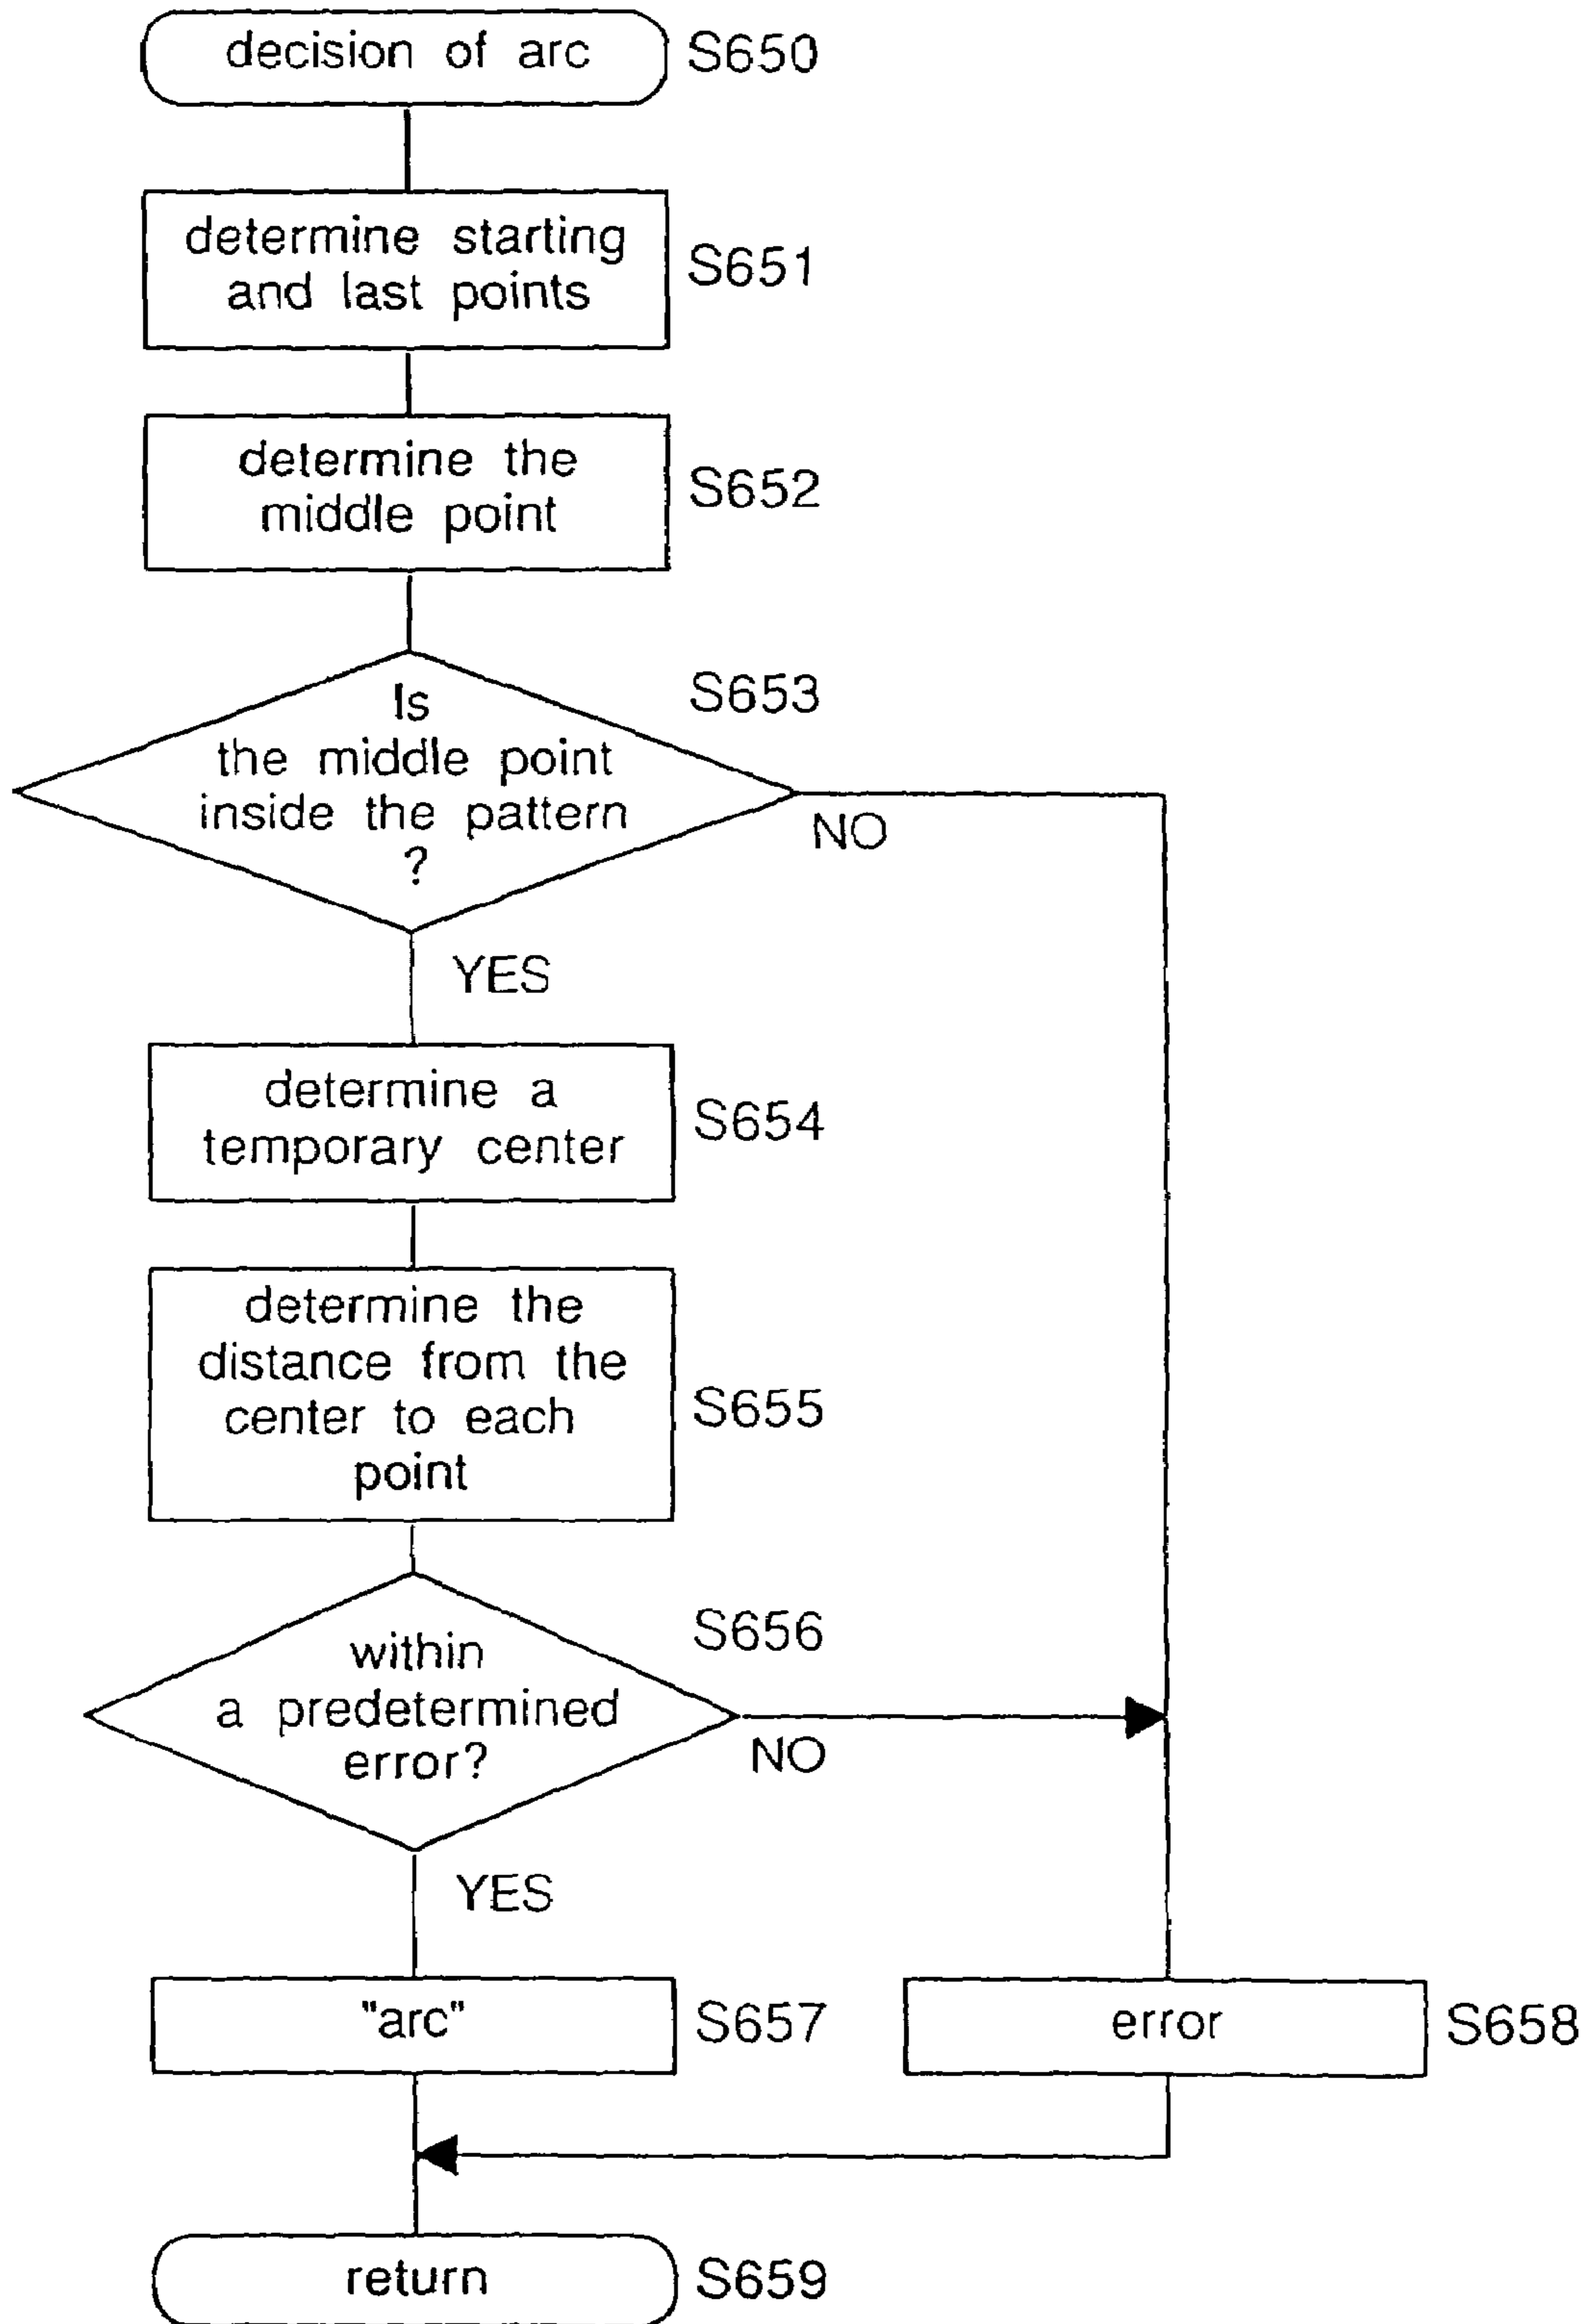 decision of arc
S650
determine starting
and last points
S651
determine the
middle point
S652
Is
the middle point
inside the pattern
?
S653
NO
YES
determine a
temporary center
S654
determine the
distance from the
center to each
point
S655
within
a predetermined
error?
S656
NO
YES
"arc"
S657
error
S658
return
S659